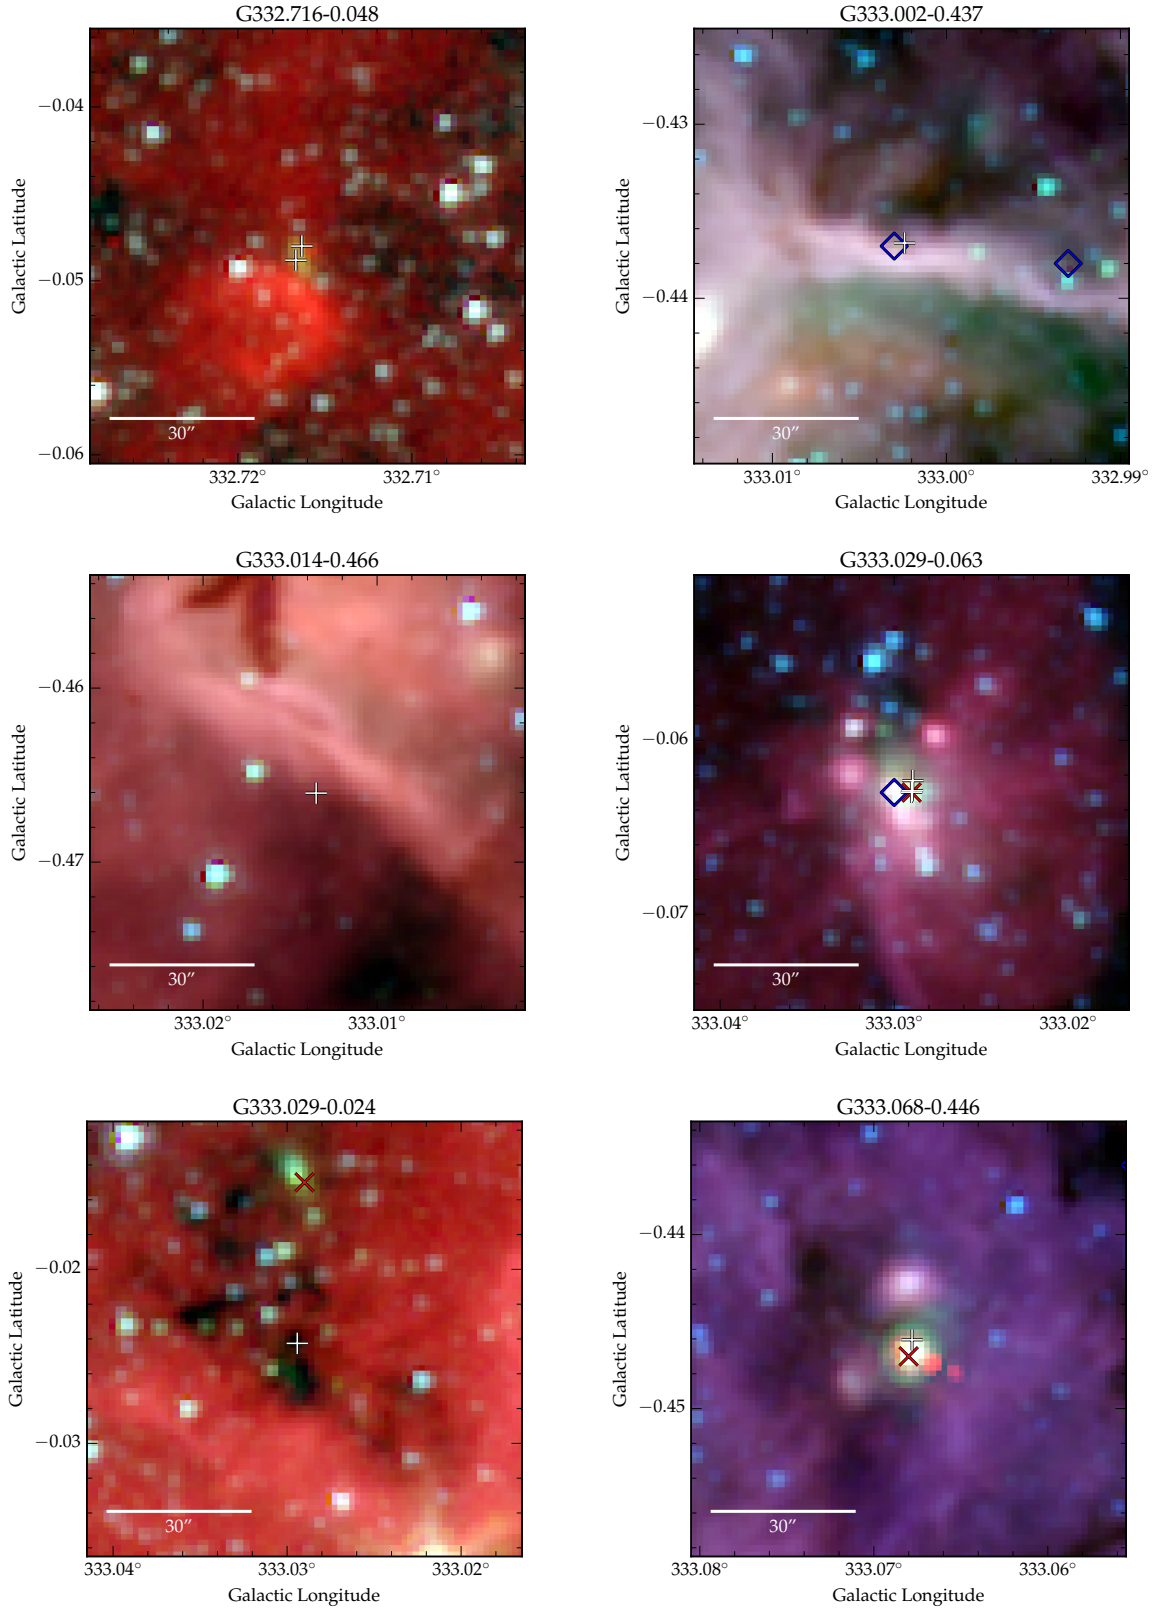 G332.716-0.048
−0.04
−0.05
−0.06
Galactic Latitude
30″
332.72°
332.71°
Galactic Longitude
G333.002-0.437
−0.43
−0.44
Galactic Latitude
30″
333.01°
333.00°
332.99°
Galactic Longitude
G333.014-0.466
−0.46
−0.47
Galactic Latitude
30″
333.02°
333.01°
Galactic Longitude
G333.029-0.063
−0.06
−0.07
Galactic Latitude
30″
333.04°
333.03°
333.02°
Galactic Longitude
G333.029-0.024
−0.02
−0.03
Galactic Latitude
30″
333.04°
333.03°
333.02°
Galactic Longitude
G333.068-0.446
−0.44
−0.45
Galactic Latitude
30″
333.08°
333.07°
333.06°
Galactic Longitude